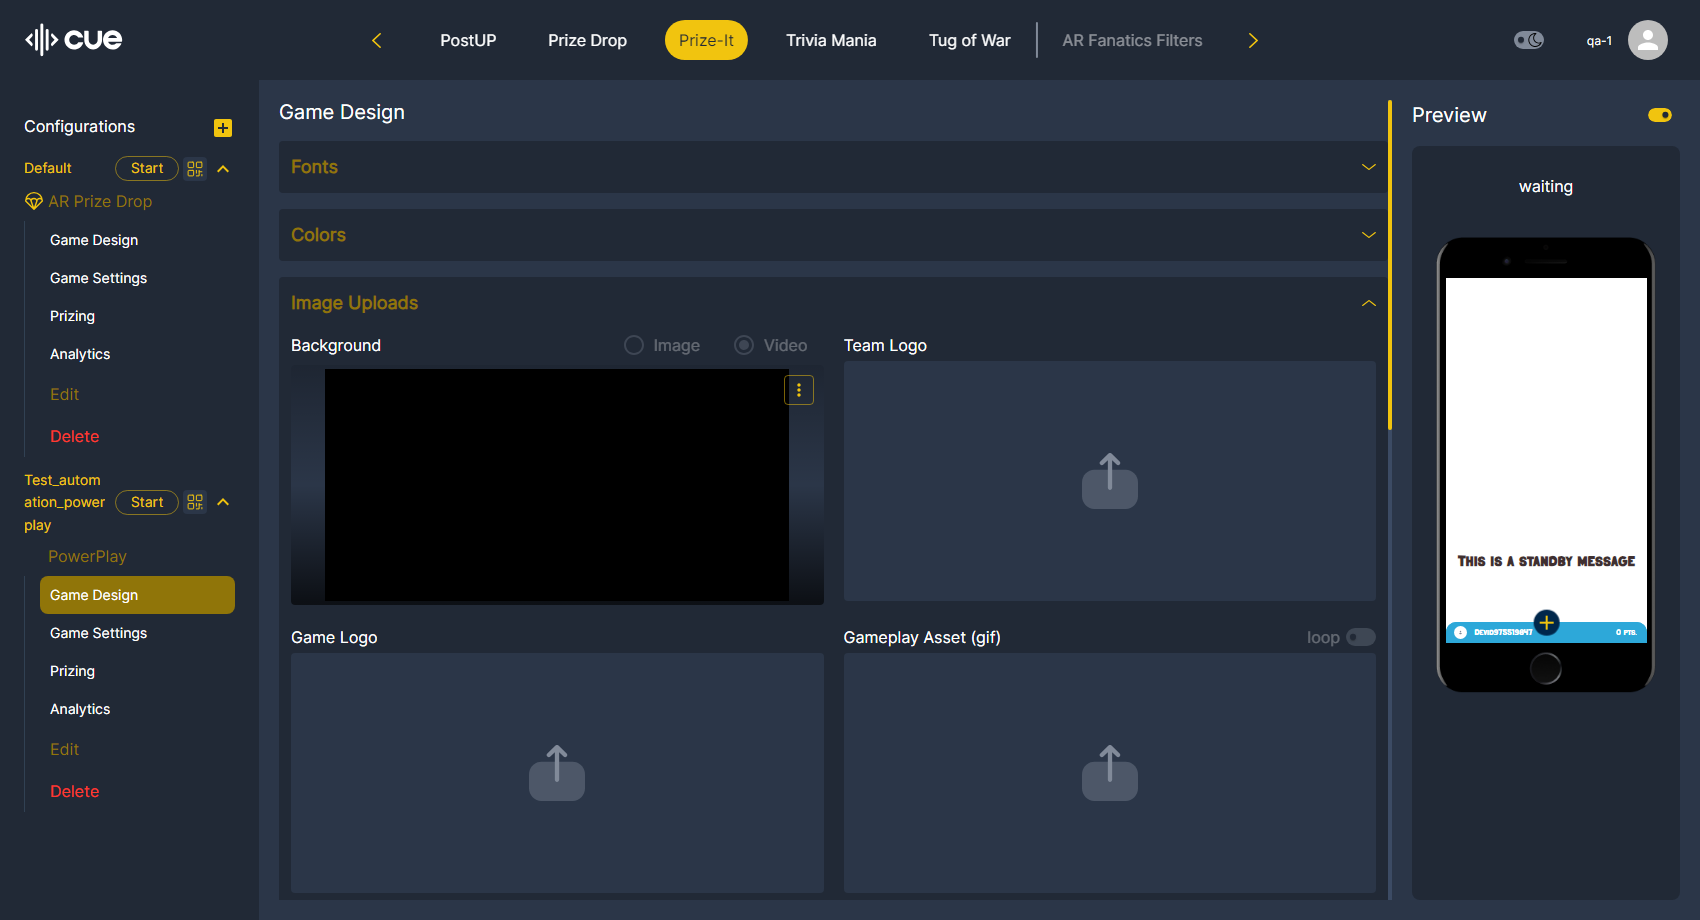 cue
PostUP
Prize Drop
Prize-It
Trivia Mania
Tug of War
AR Fanatics Filters
qa-1
Configurations
Default
Start
AR Prize Drop
Game Design
Game Settings
Prizing
Analytics
Edit
Delete
Test_autom
ation_power
play
Start
PowerPlay
Game Design
Game Settings
Prizing
Analytics
Edit
Delete
Game Design
Fonts
Colors
Image Uploads
Background
Image
Video
Team Logo
Game Logo
Gameplay Asset (gif)
loop
Preview
waiting
This is a standby message
0 pts.